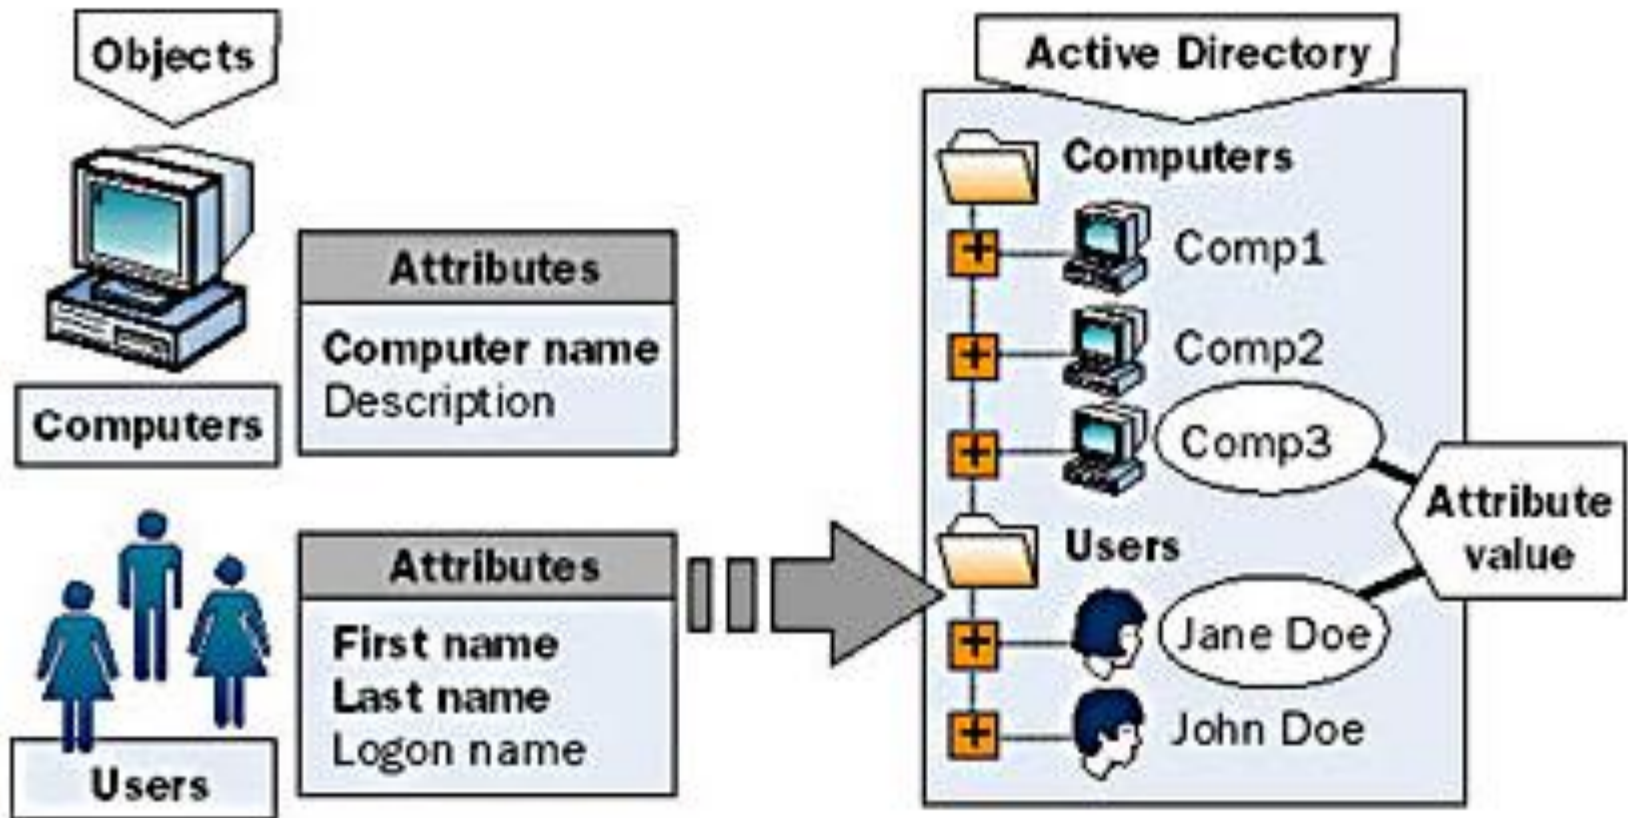 Objects
Computers
Attributes
Computer name
Description
Users
Attributes
First name
Last name
Logon name
Active Directory
Computers
Comp1
Comp2
Comp3
Users
Jane Doe
John Doe
Attribute
value